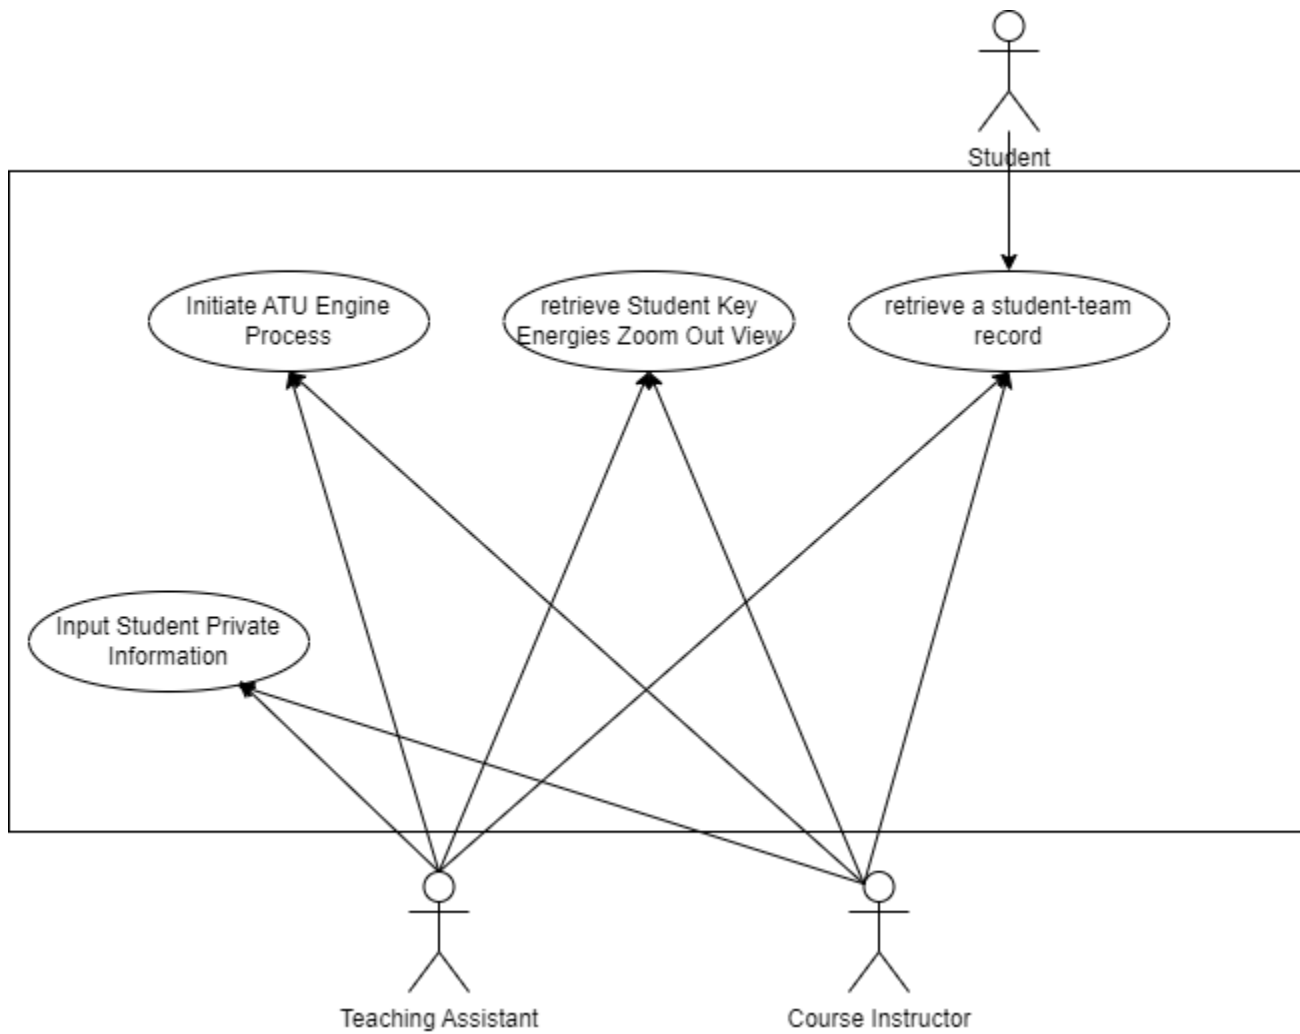 Student
Initiate ATU Engine
Process
retrieve Student Key
Energies Zoom Out View
retrieve a student-team
record
Input Student Private
Information
Teaching Assistant
Course Instructor